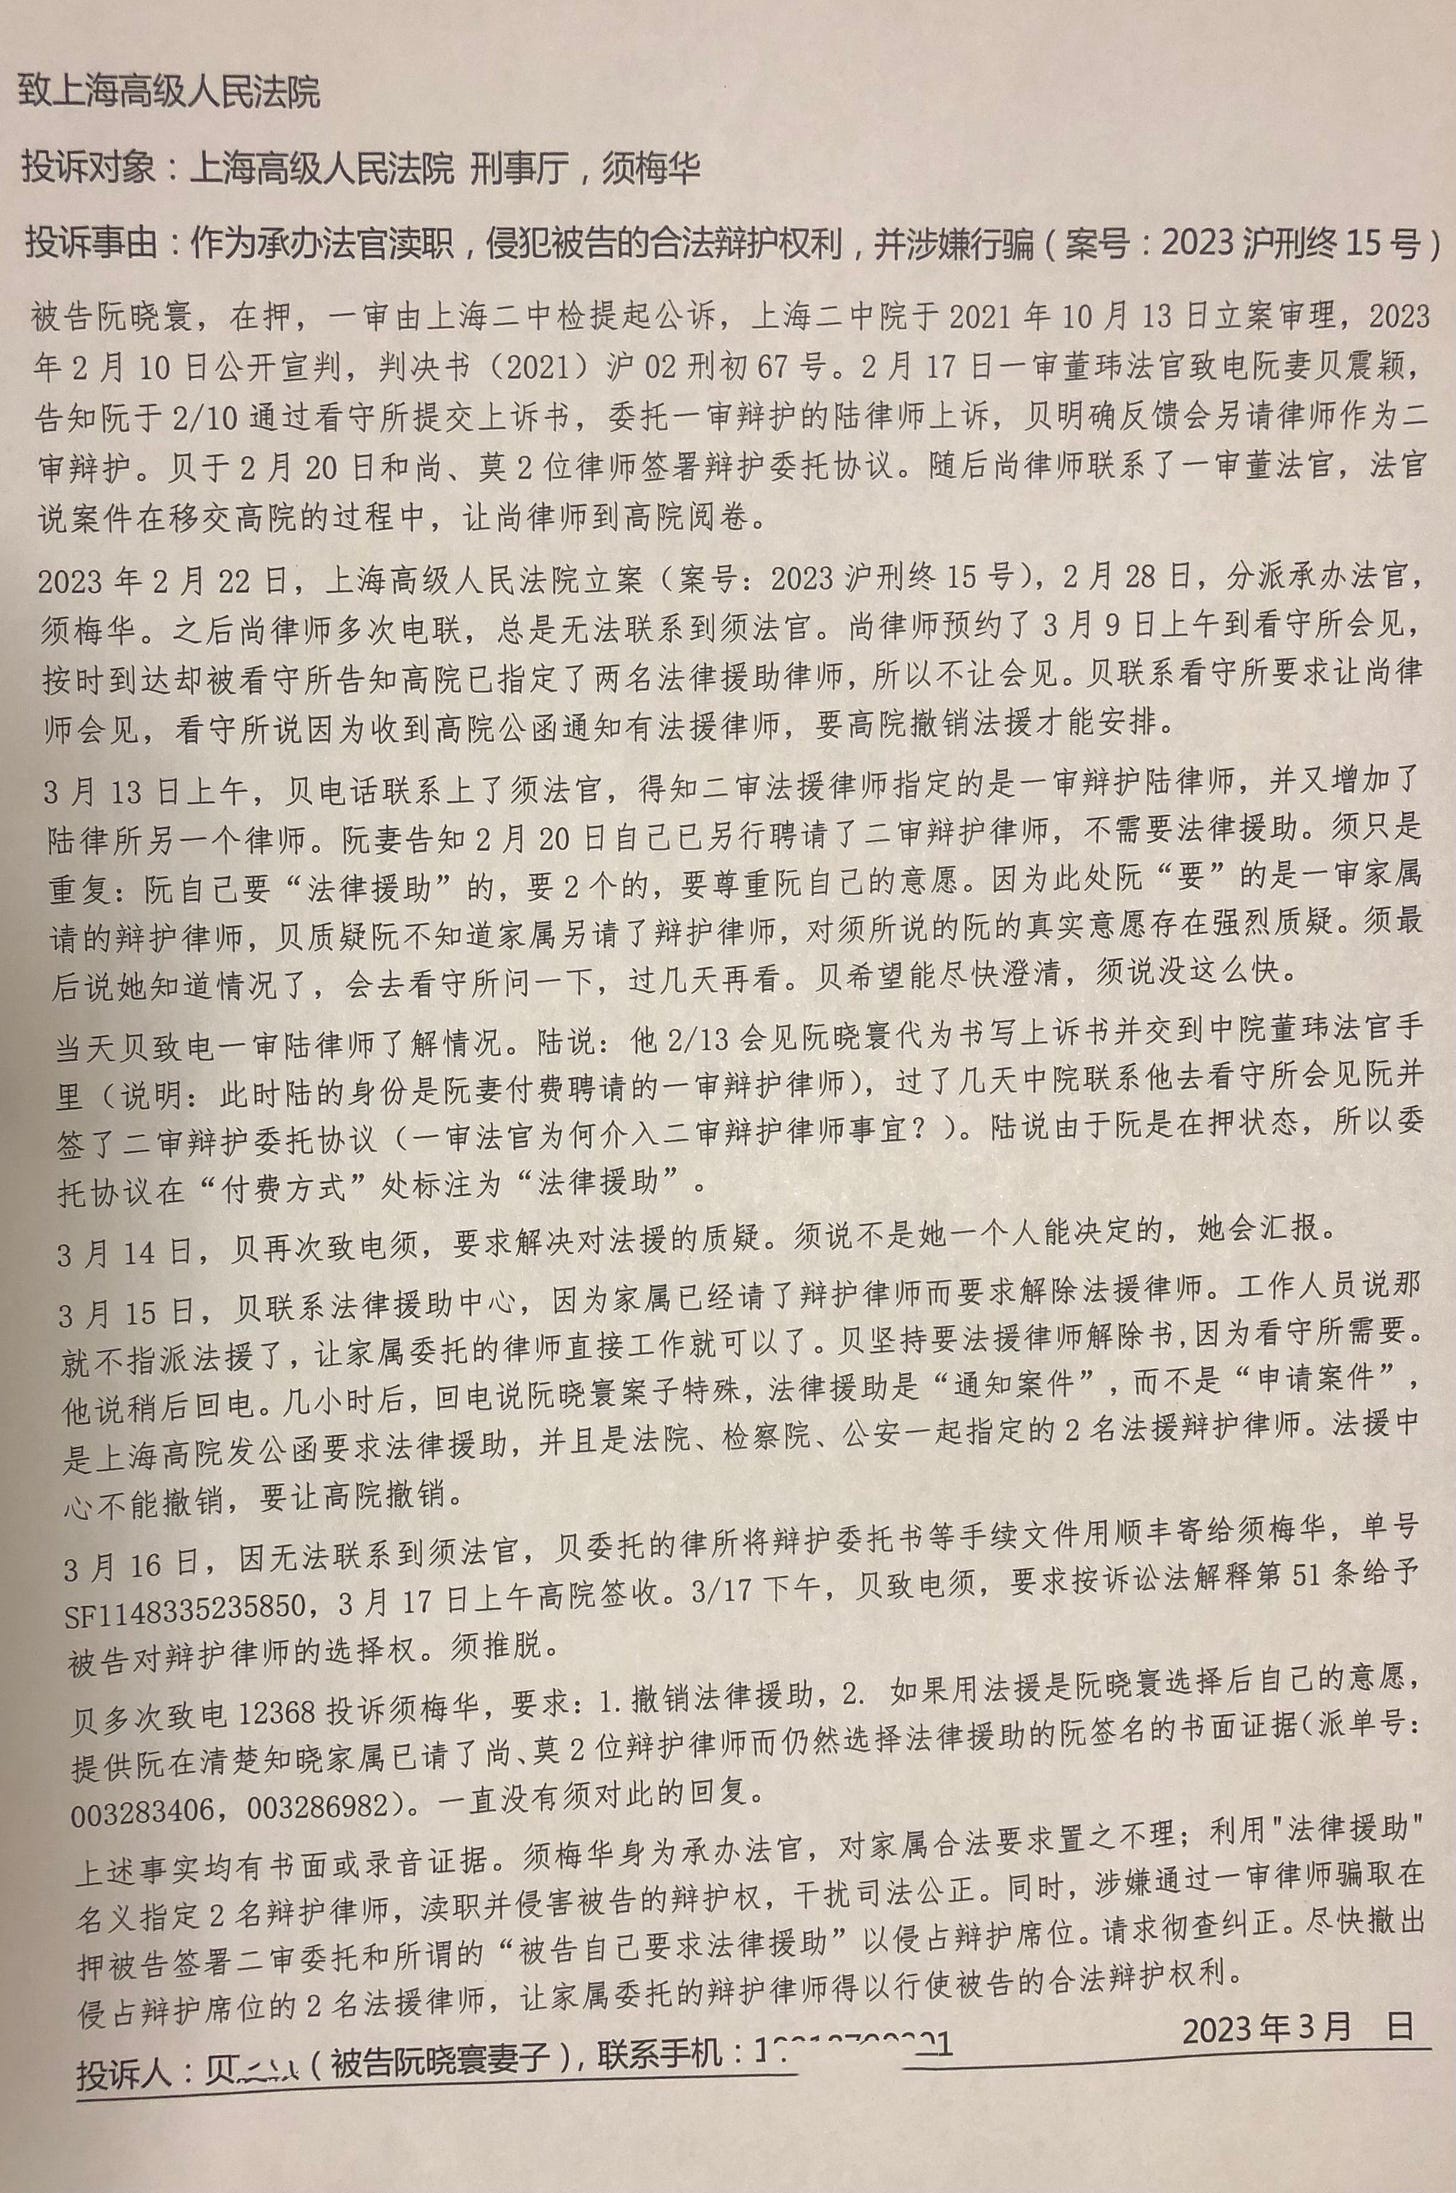 致上海高级人民法院
投诉对象：上海高级人民法院 刑事厅，须梅华
投诉事由：作为承办法官渎职，侵犯被告的合法辩护权利，并涉嫌行骗（案号：2023 沪刑终 15 号）
被告阮晓寰，在押，一审由上海二中检提起公诉，上海二中院于 2021 年 10 月 13 日立案审理，2023
年 2 月 10 日公开宣判，判决书（2021）沪 02 刑初 67 号。2 月 17 日一审董玮法官致电阮妻贝震颖，
告知阮于 2/10 通过看守所提交上诉书，委托一审辩护的陆律师上诉，贝明确反馈会另请律师作为二
审辩护。贝于 2 月 20 日和尚、莫 2 位律师签署辩护委托协议。随后尚律师联系了一审董法官，法官
说案件在移交高院的过程中，让尚律师到高院阅卷。
2023 年 2 月 22 日，上海高级人民法院立案（案号：2023 沪刑终 15 号），2 月 28 日，分派承办法官，
须梅华。之后尚律师多次电联，总是无法联系到须法官。尚律师预约了 3 月 9 日上午到看守所会见，
按时到达却被看守所告知高院已指定了两名法律援助律师，所以不让会见。贝联系看守所要求让尚律
师会见，看守所说因为收到高院公函通知有法援律师，要高院撤销法援才能安排。
3 月 13 日上午，贝电话联系上了须法官，得知二审法援律师指定的是一审辩护陆律师，并又增加了
陆律所另一个律师。阮妻告知 2 月 20 日自己已另行聘请了二审辩护律师，不需要法律援助。须只是
重复：阮自己要“法律援助”的，要 2 个的，要尊重阮自己的意愿。因为此处阮“要”的是一审家属
请的辩护律师，贝质疑阮不知道家属另请了辩护律师，对须所说的阮的真实意愿存在强烈质疑。须最
后说她知道情况了，会去看守所问一下，过几天再看。贝希望能尽快澄清，须说没这么快。
当天贝致电一审陆律师了解情况。陆说：他 2/13 会见阮晓寰代为书写上诉书并交到中院董玮法官手
里（说明：此时陆的身份是阮妻付费聘请的一审辩护律师），过了几天中院联系他去看守所会见阮并
签了二审辩护委托协议（一审法官为何介入二审辩护律师事宜？）。陆说由于阮是在押状态，所以委
托协议在“付费方式”处标注为“法律援助”。
3 月 14 日，贝再次致电须，要求解决对法援的质疑。须说不是她一个人能决定的，她会汇报。
3 月 15 日，贝联系法律援助中心，因为家属已经请了辩护律师而要求解除法援律师。工作人员说那
就不指派法援了，让家属委托的律师直接工作就可以了。贝坚持要法援律师解除书,因为看守所需要。
他说稍后回电。几小时后，回电说阮晓寰案子特殊，法律援助是“通知案件”，而不是“申请案件”，
是上海高院发公函要求法律援助，并且是法院、检察院、公安一起指定的 2 名法援辩护律师。法援中
心不能撤销，要让高院撤销。
3 月 16 日，因无法联系到须法官，贝委托的律所将辩护委托书等手续文件用顺丰寄给须梅华，单号
SF1148335235850，3 月 17 日上午高院签收。3/17 下午，贝致电须，要求按诉讼法解释第 51 条给予
被告对辩护律师的选择权。须推脱。
贝多次致电 12368 投诉须梅华，要求：1.撤销法律援助，2. 如果用法援是阮晓寰选择后自己的意愿，
提供阮在清楚知晓家属已请了尚、莫 2 位辩护律师而仍然选择法律援助的阮签名的书面证据（派单号：
003283406，003286982）。一直没有须对此的回复。
上述事实均有书面或录音证据。须梅华身为承办法官，对家属合法要求置之不理；利用"法律援助"
名义指定 2 名辩护律师，渎职并侵害被告的辩护权，干扰司法公正。同时，涉嫌通过一审律师骗取在
押被告签署二审委托和所谓的“被告自己要求法律援助”以侵占辩护席位。请求彻查纠正。尽快撤出
侵占辩护席位的 2 名法援律师，让家属委托的辩护律师得以行使被告的合法辩护权利。
2023 年 3 月 日
投诉人：贝（被告阮晓寰妻子），联系手机：1